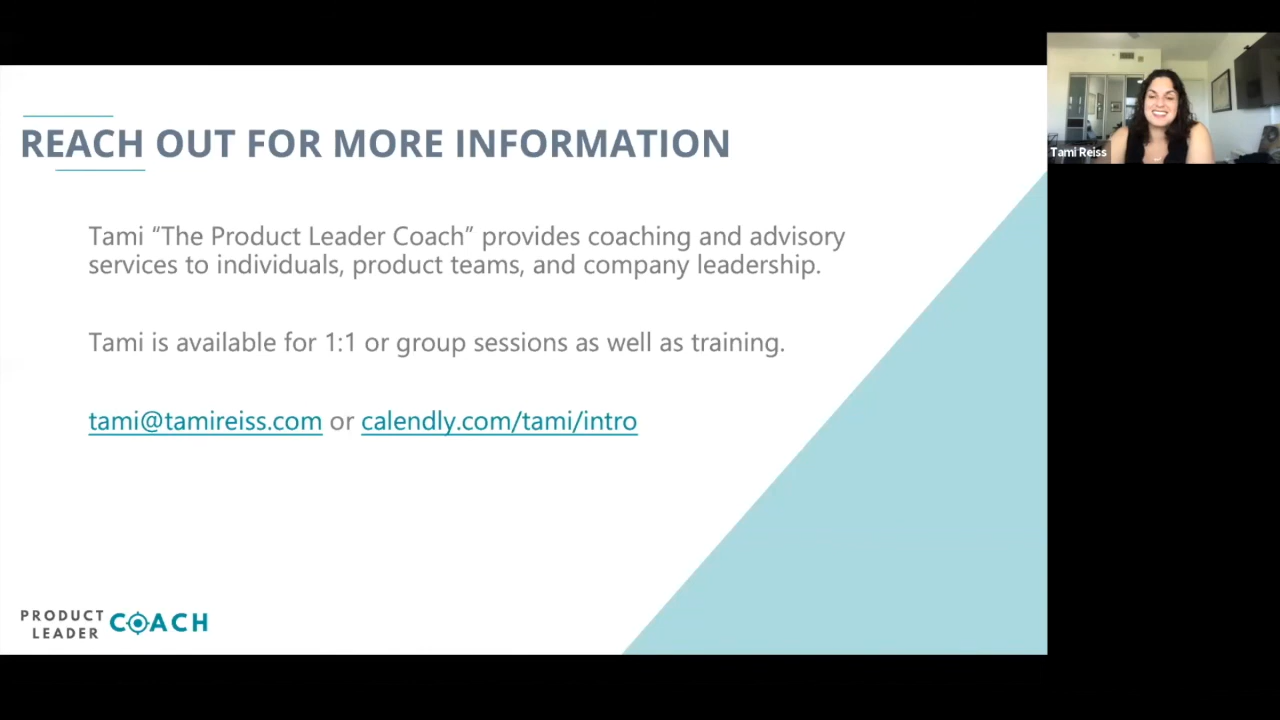 REACH OUT FOR MORE INFORMATION
Tami “The Product Leader Coach” provides coaching and advisory
services to individuals, product teams, and company leadership.
Tami is available for 1:1 or group sessions as well as training.
tami@tamireiss.com or calendly.com/tami/intro
PRODUCT
LEADER COACH
Tami Reiss